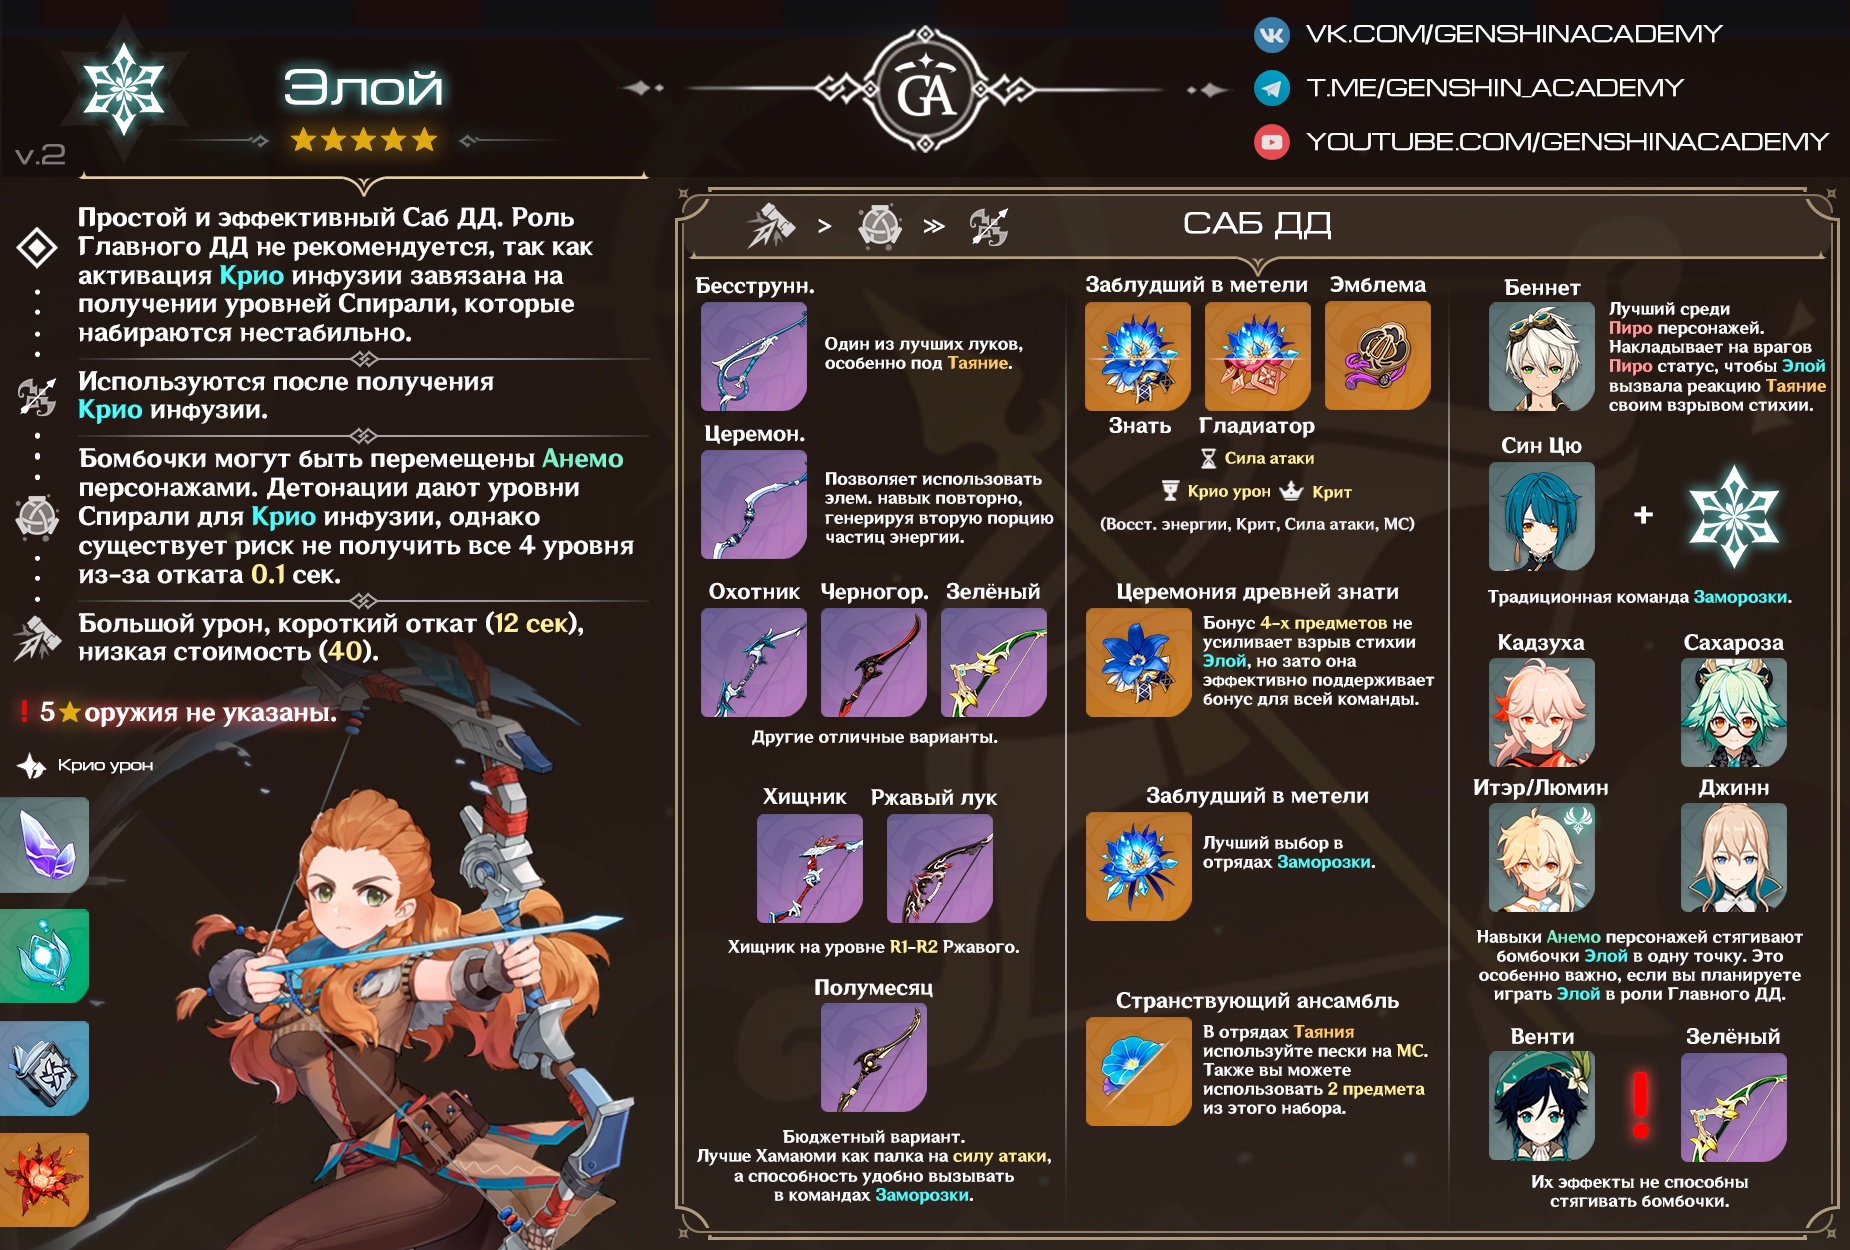 Элой
v.2
GA
VK.COM/GENSHINACADEMY
T.ME/GENSHIN_ACADEMY
YOUTUBE.COM/GENSHINACADEMY
Простой и эффективный Саб ДД. Роль
Главного ДД не рекомендуется, так как
активация Крио инфузии завязана на
получении уровней Спирали, которые
набираются нестабильно.
Используются после получения
Крио инфузии.
Бомбочки могут быть перемещены Анемо
персонажами. Детонации дают уровни
Спирали для Крио инфузии, однако
существует риск не получить все 4 уровня
из-за отката 0.1 сек.
Большой урон, короткий откат (12 сек),
низкая стоимость (40).
! 5★ оружия не указаны.
Крио урон
> >> САБ ДД
Бесструнн.
Один из лучших луков,
особенно под Таяние.
Церемон.
Позволяет использовать
элем. навык повторно,
генерируя вторую порцию
частиц энергии.
Охотник Черногор. Зелёный
Другие отличные варианты.
Хищник Ржавый лук
Хищник на уровне R1-R2 Ржавого.
Полумесяц
Бюджетный вариант.
Лучше Хамаюми как палка на силу атаки,
а способность удобно вызывать
в командах Заморозки.
Заблудший в метели Эмблема
Знать Гладиатор
Сила атаки
Крио урон Крит
(Восст. энергии, Крит, Сила атаки, МС)
Церемония древней знати
Бонус 4-х предметов не
усиливает взрыв стихии
Элой, но зато она
эффективно поддерживает
бонус для всей команды.
Заблудший в метели
Лучший выбор в
отрядах Заморозки.
Странствующий ансамбль
В отрядах Таяния
используйте пески на МС.
Также вы можете
использовать 2 предмета
из этого набора.
Беннет
Лучший среди
Пиро персонажей.
Накладывает на врагов
Пиро статус, чтобы Элой
вызвала реакцию Таяние
своим взрывом стихии.
Син Цю
+
Традиционная команда Заморозки.
Кадзуха Сахароза
Итэр/Люмин Джинн
Навыки Анемо персонажей стягивают
бомбочки Элой в одну точку. Это
особенно важно, если вы планируете
играть Элой в роли Главного ДД.
Венти Зелёный
!
Их эффекты не способны
стягивать бомбочки.